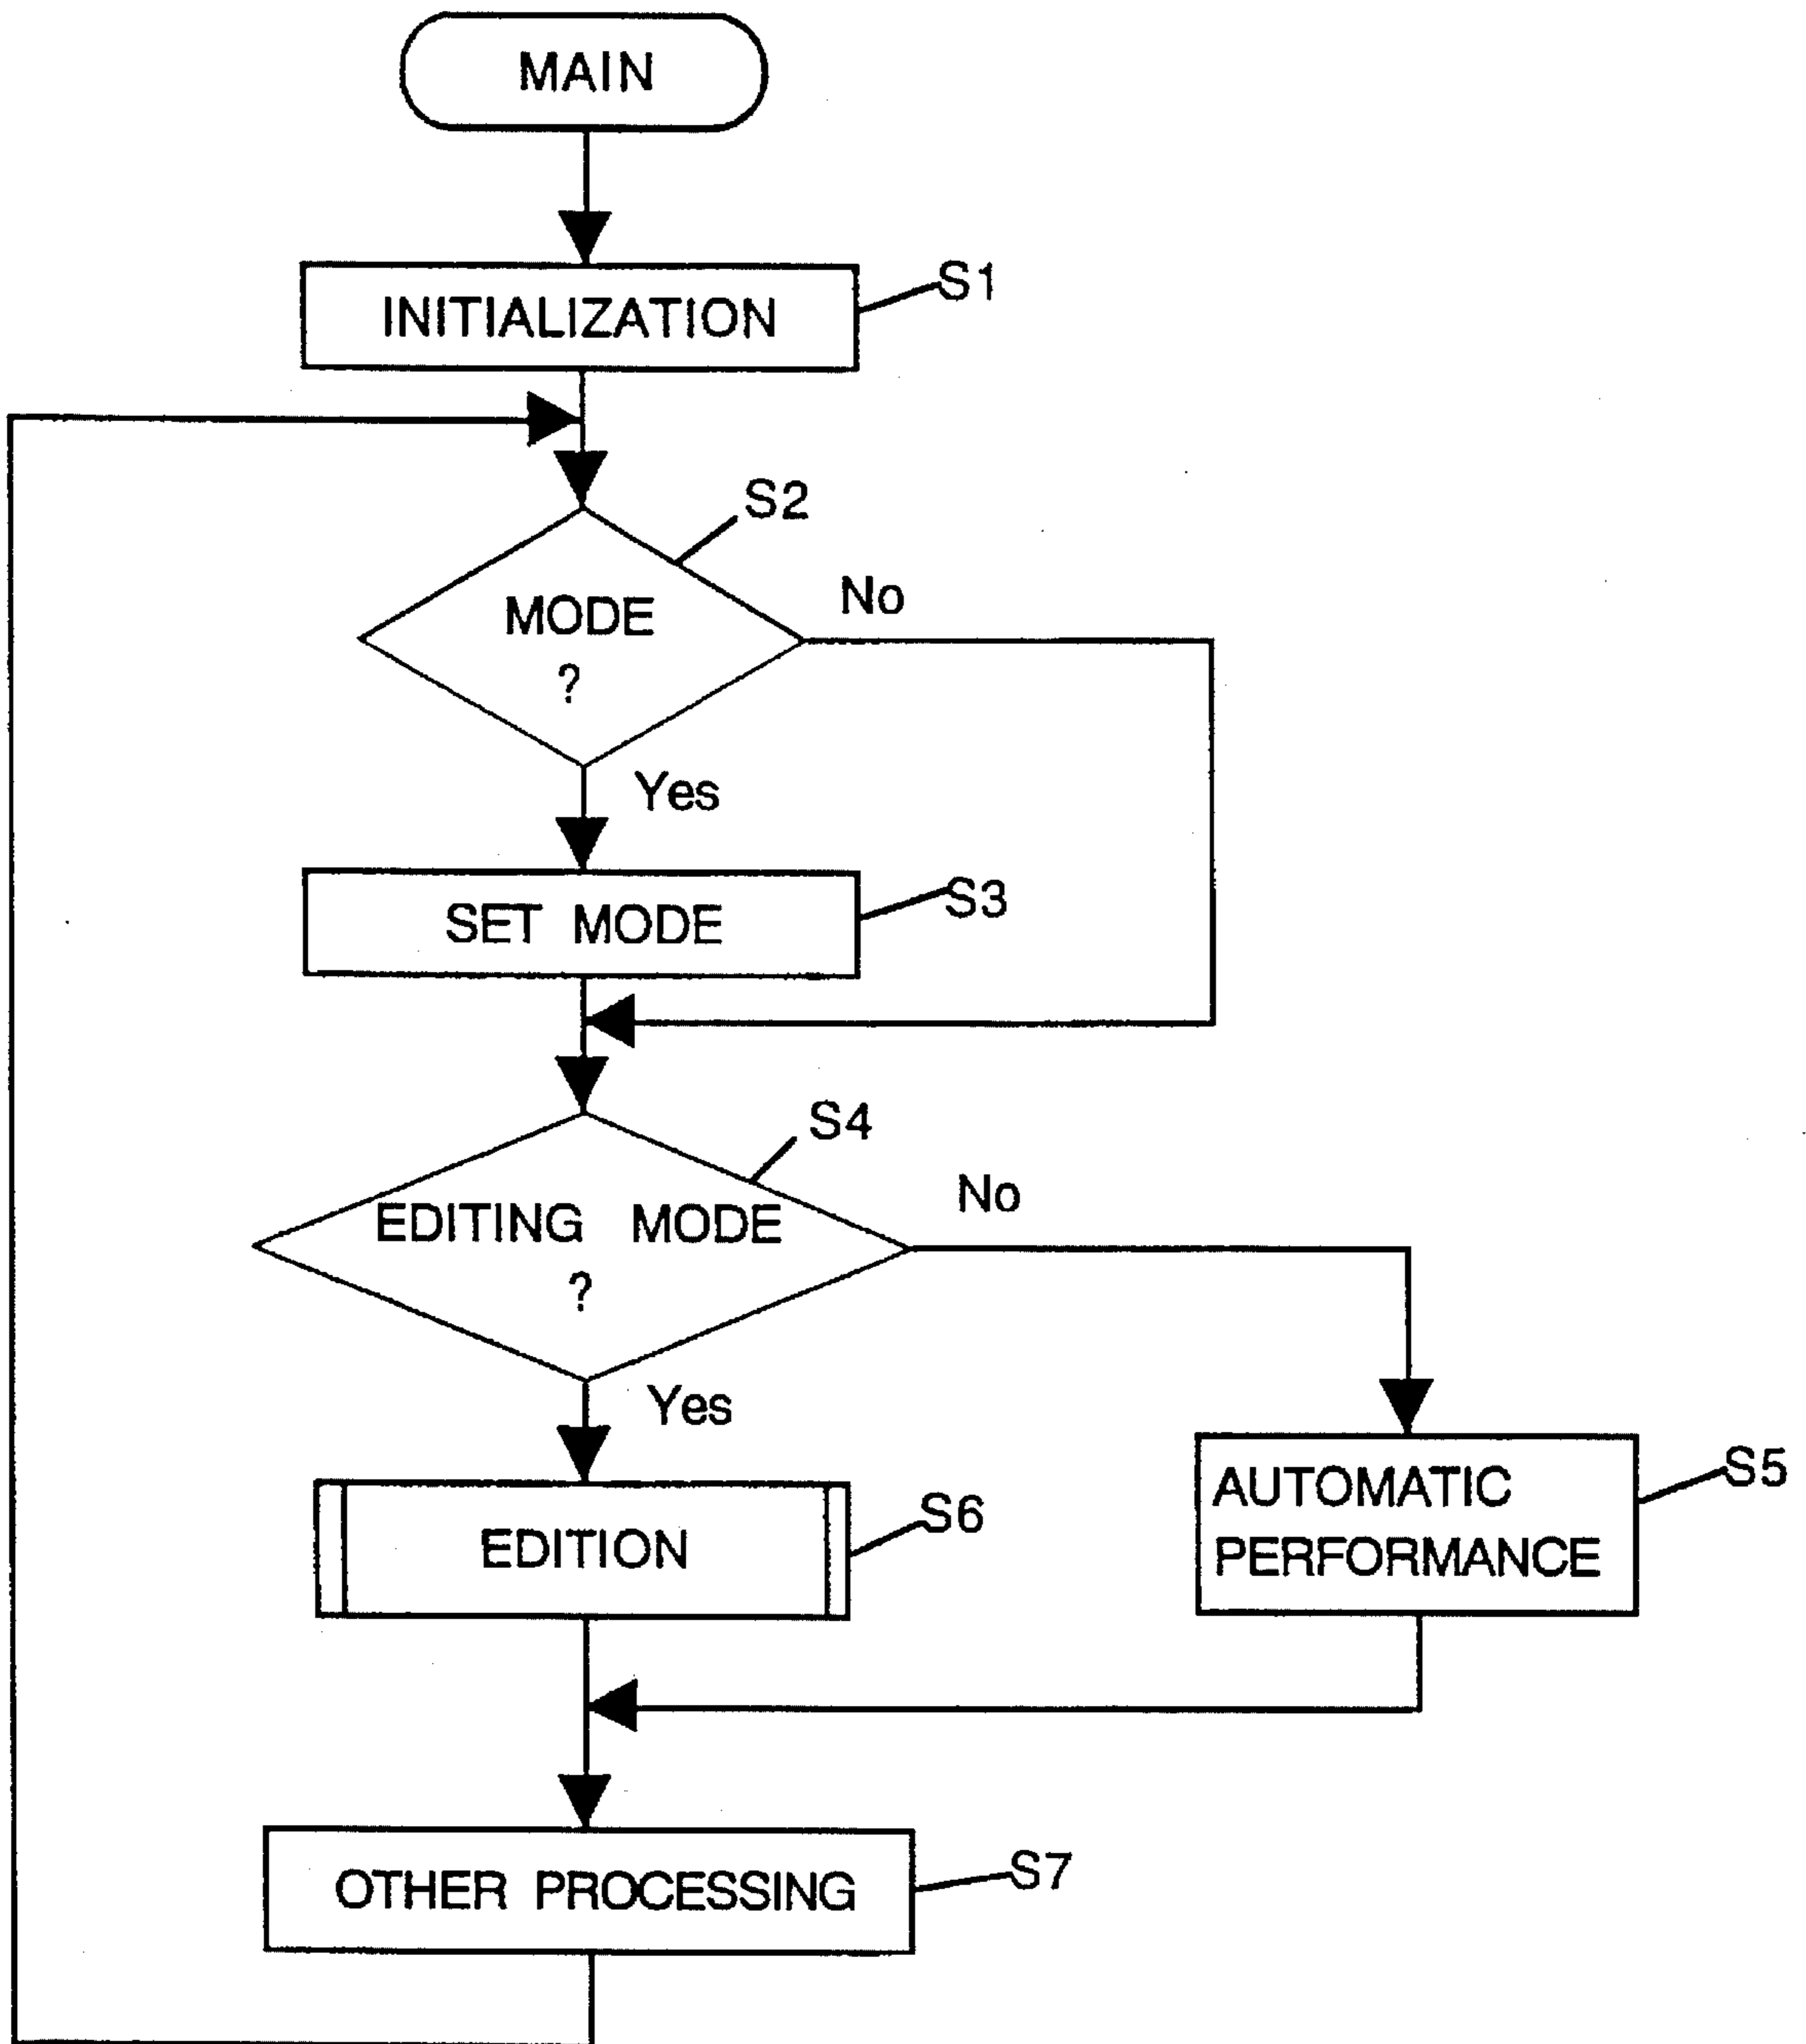 MAIN
INITIALIZATION
S1
S2
MODE
?
No
Yes
SET MODE
S3
S4
EDITING MODE
?
No
Yes
EDITION
S6
AUTOMATIC
PERFORMANCE
S5
OTHER PROCESSING
S7